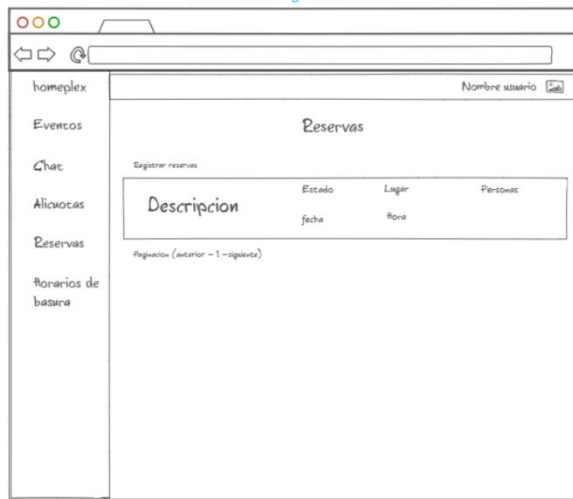 homeplex
Nombre usuario
Eventos
Chat
Alicuotas
Reservas
Horarios de
basura
Reservas
Registrar reservas
Descripcion
Estado
Lugar
Personas
fecha
Hora
Paginacion (anterior - 1 - siguiente)